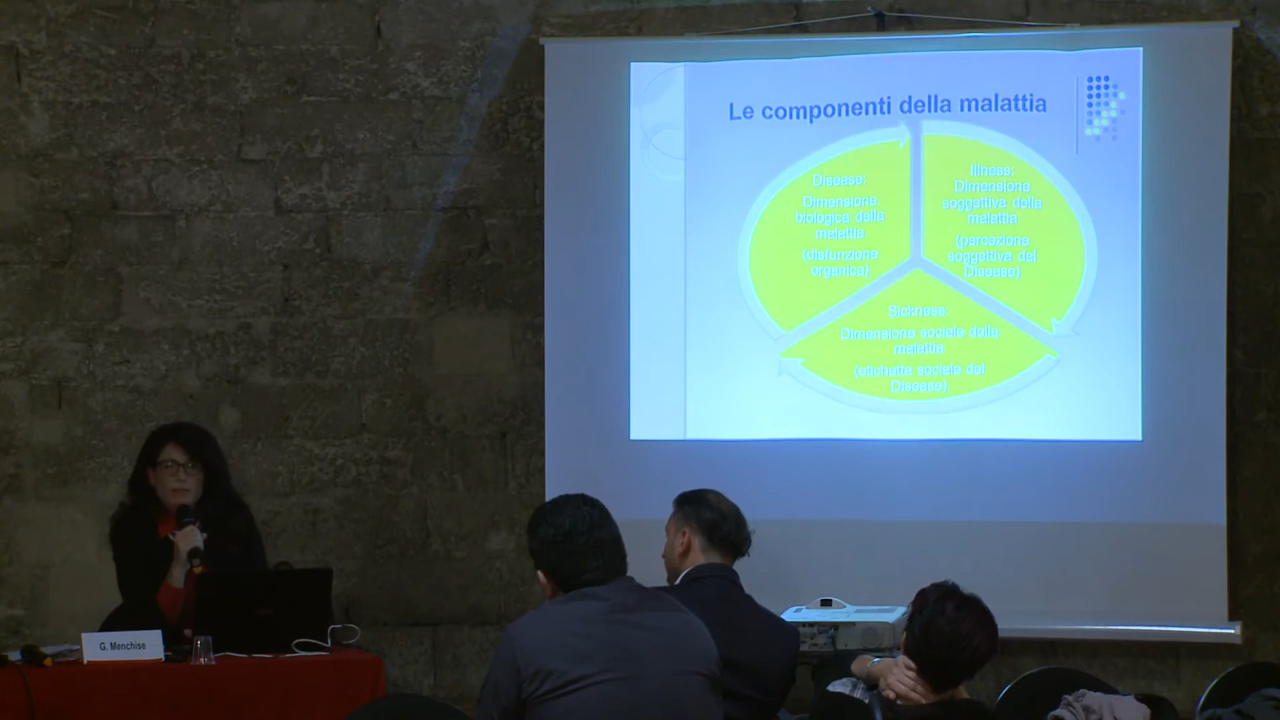 Le componenti della malattia
Disease:
Dimensione
biologica della
malattia
(disfunzione
organica)
Illness:
Dimensione
soggettiva della
malattia
(percezione
soggettiva del
Disease)
Sickness:
Dimensione sociale della
malattia
(etichetta sociale del
Disease)
G. Menchise